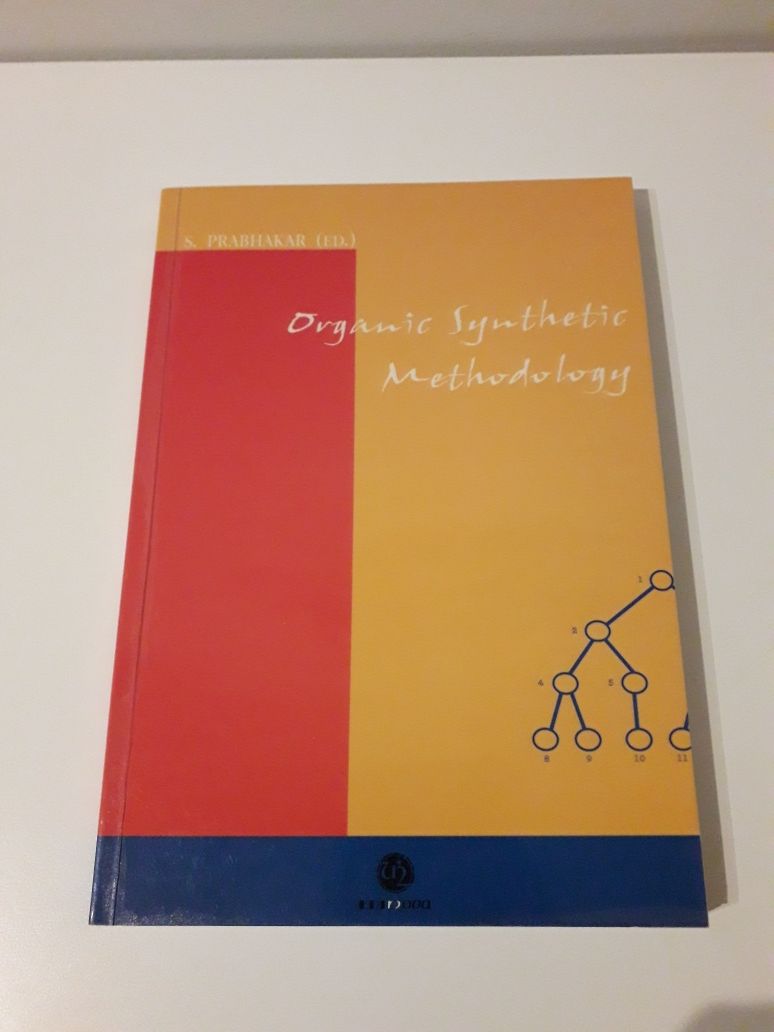 S. PRABHAKAR (ED.)
Organic Synthetic
Methodology
1
2
4
5
8
9
10
11